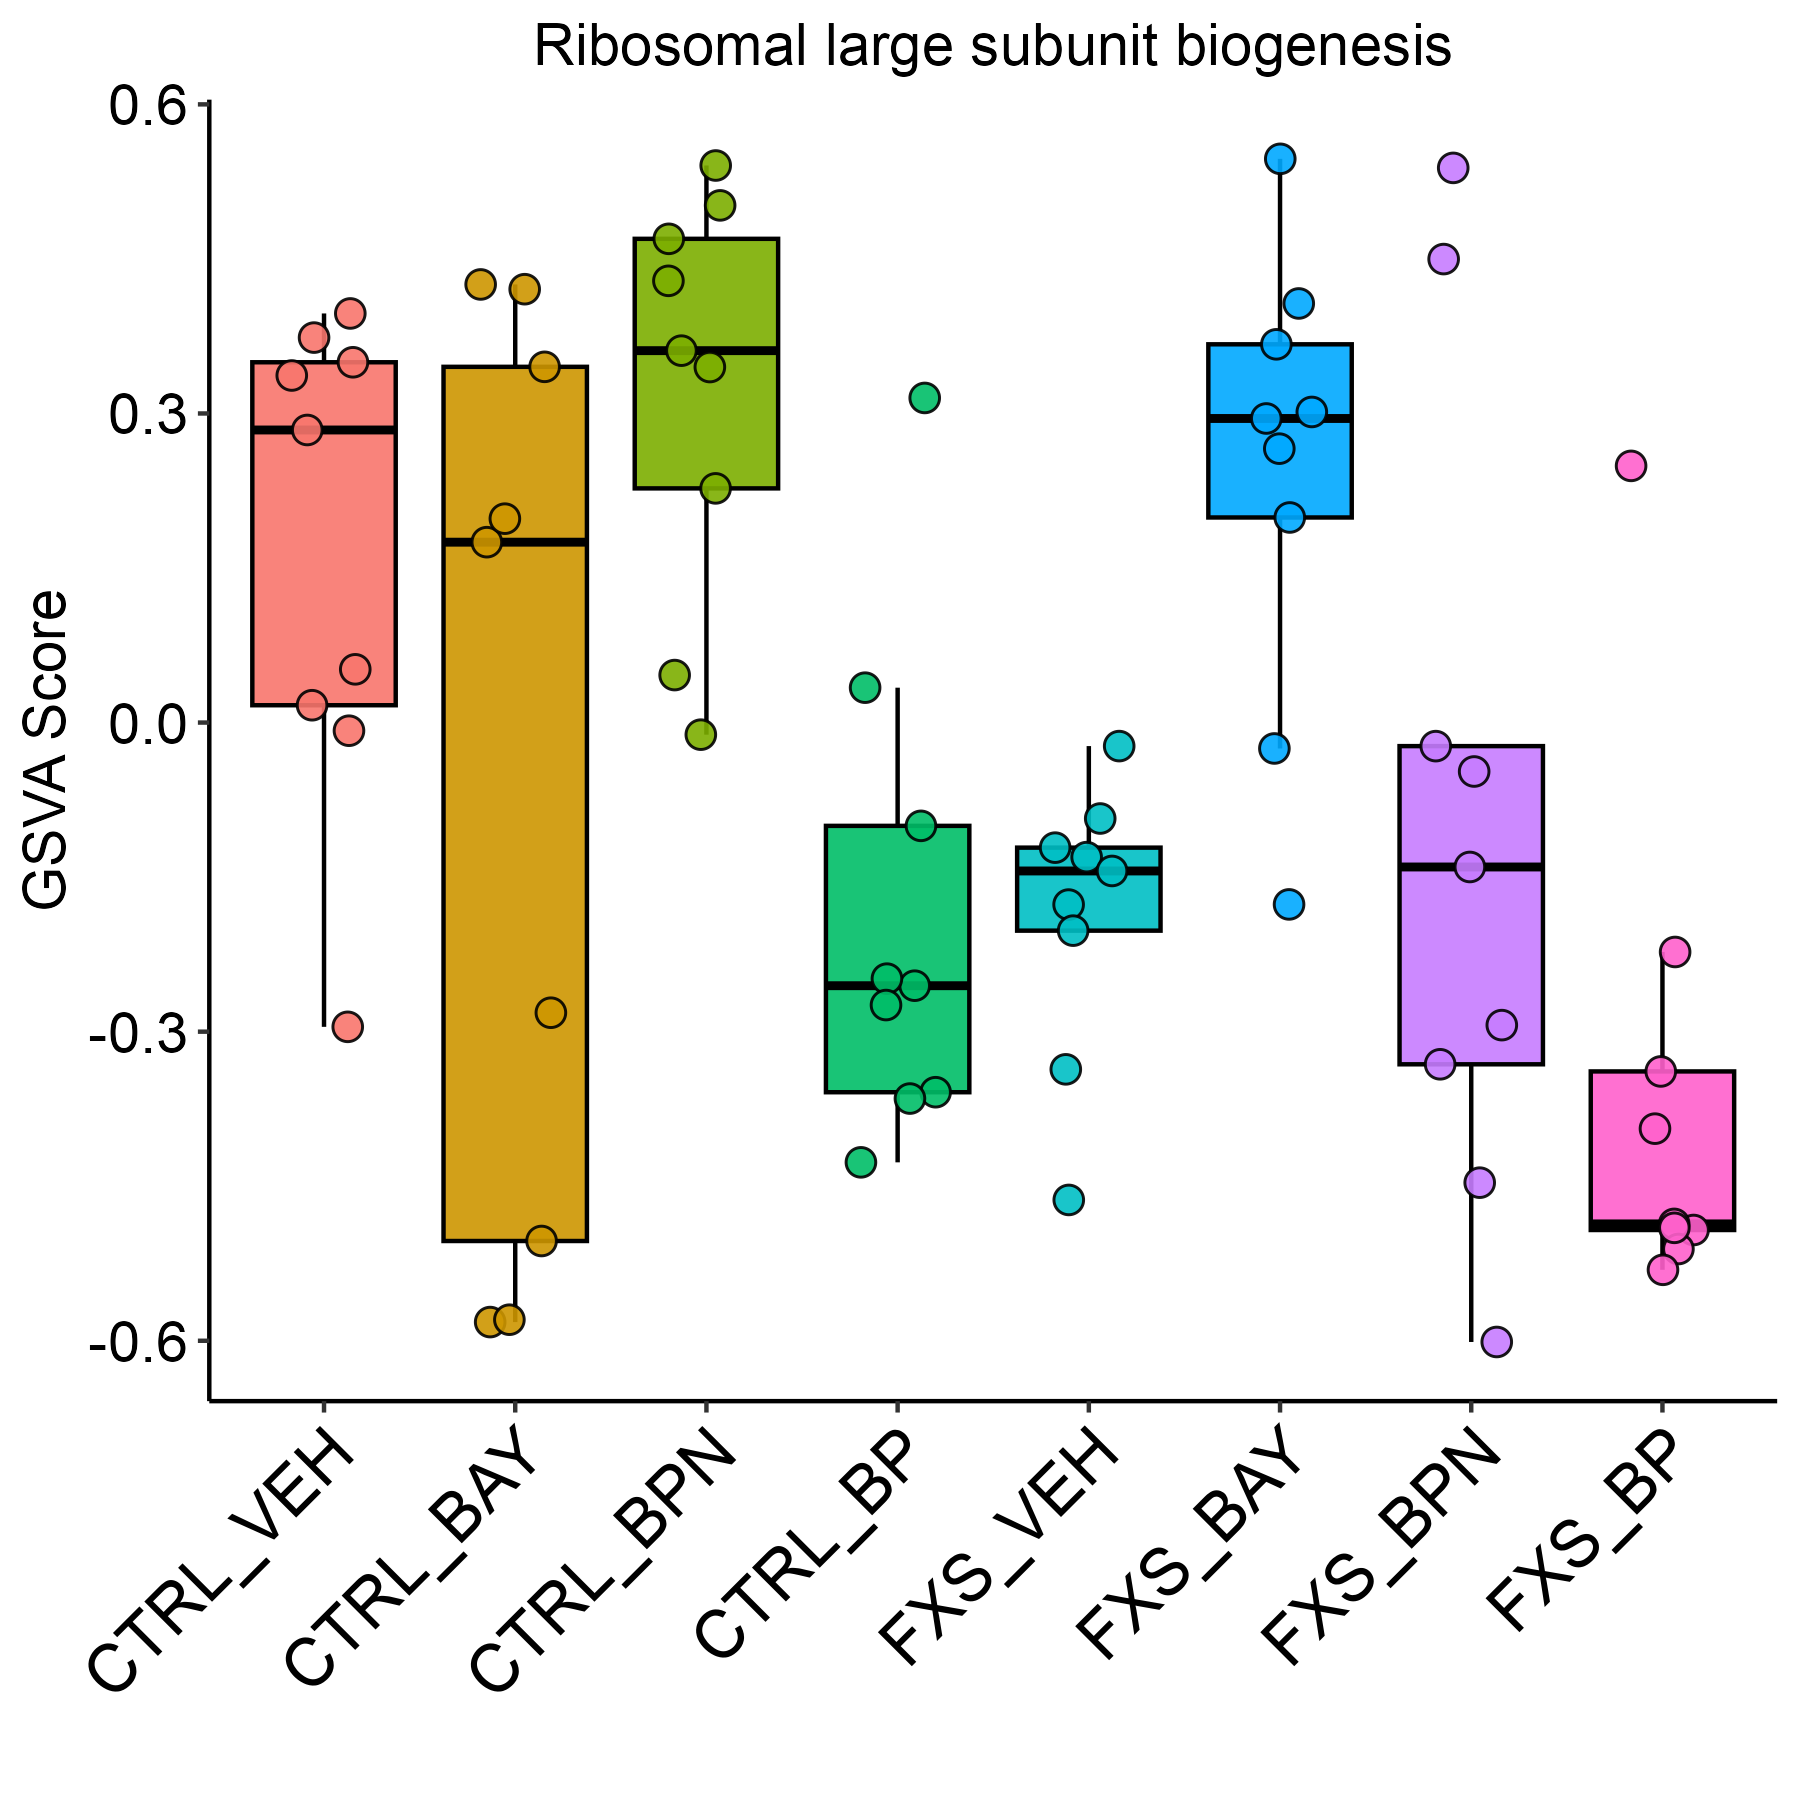 Ribosomal large subunit biogenesis
GSVA Score
0.6
0.3
0.0
-0.3
-0.6
CTRL_VEH
CTRL_BAY
CTRL_BPN
CTRL_BP
FXS_VEH
FXS_BAY
FXS_BPN
FXS_BP